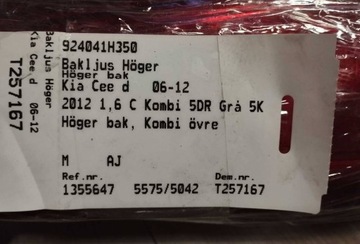 924041H350
Bakljus Höger
Höger bak
Kia Cee d 06-12
2012 1,6 C Kombi 5DR Grå 5K
Höger bak, Kombi övre
M AJ
Ref.nr. Dem.nr.
1355647 5575/5042 T257167
Bakljus Höger
Kia Cee d 06-12
T257167